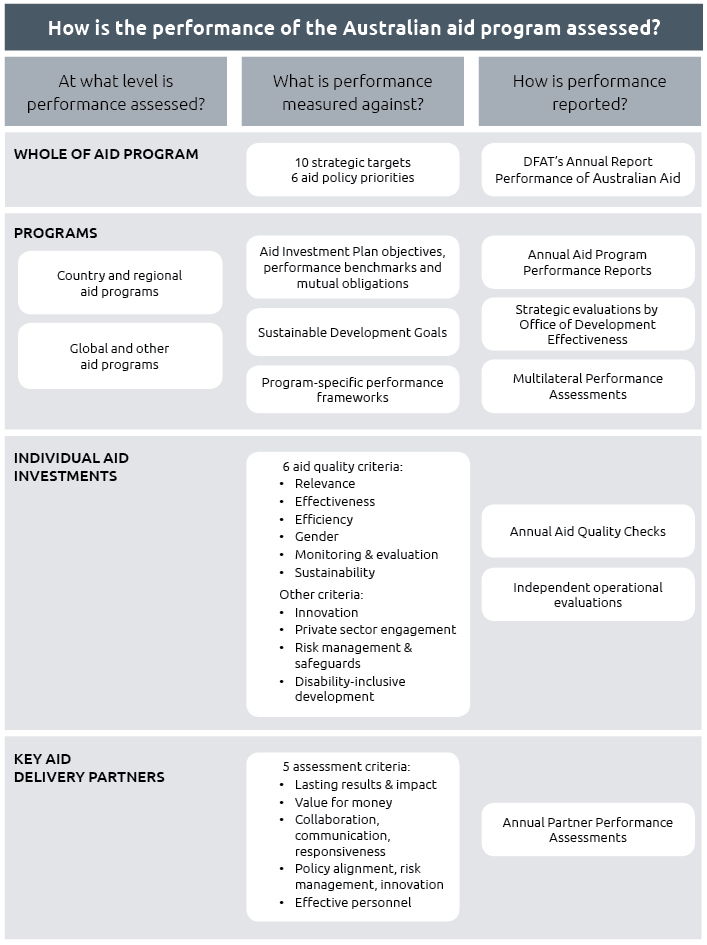 How is the performance of the Australian aid program assessed?
At what level is
performance assessed?
What is performance
measured against?
How is performance
reported?
WHOLE OF AID PROGRAM
10 strategic targets
6 aid policy priorities
DFAT's Annual Report
Performance of Australian Aid
PROGRAMS
Country and regional
aid programs
Global and other
aid programs
Aid Investment Plan objectives,
performance benchmarks and
mutual obligations
Sustainable Development Goals
Program-specific performance
frameworks
Annual Aid Program
Performance Reports
Strategic evaluations by
Office of Development
Effectiveness
Multilateral Performance
Assessments
INDIVIDUAL AID
INVESTMENTS
6 aid quality criteria:
• Relevance
• Effectiveness
• Efficiency
• Gender
• Monitoring & evaluation
• Sustainability
Other criteria:
• Innovation
• Private sector engagement
• Risk management &
safeguards
• Disability-inclusive
development
Annual Aid Quality Checks
Independent operational
evaluations
KEY AID
DELIVERY PARTNERS
5 assessment criteria:
• Lasting results & impact
• Value for money
• Collaboration,
communication,
responsiveness
• Policy alignment, risk
management, innovation
• Effective personnel
Annual Partner Performance
Assessments